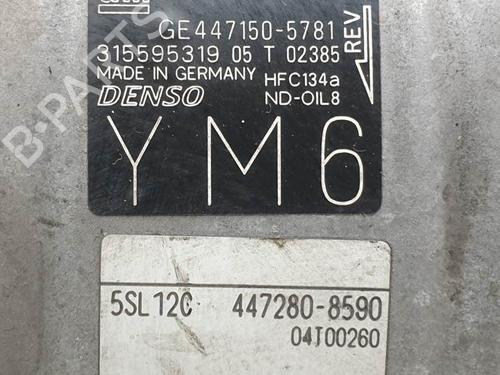 GE447150-5781
315595319 05 T 02385
REV
MADE IN GERMANY
HFC134a
DENSO
ND-OIL8
YM6
5SL12C 447280-8590
04T00260
B-PARTS